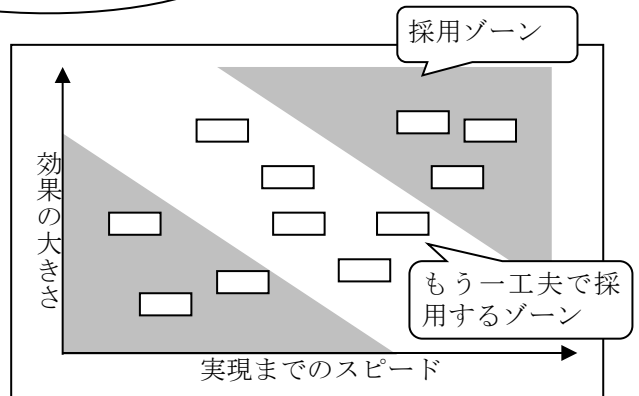 採用ゾーン
効果の大きさ
もう一工夫で採
用するゾーン
実現までのスピード